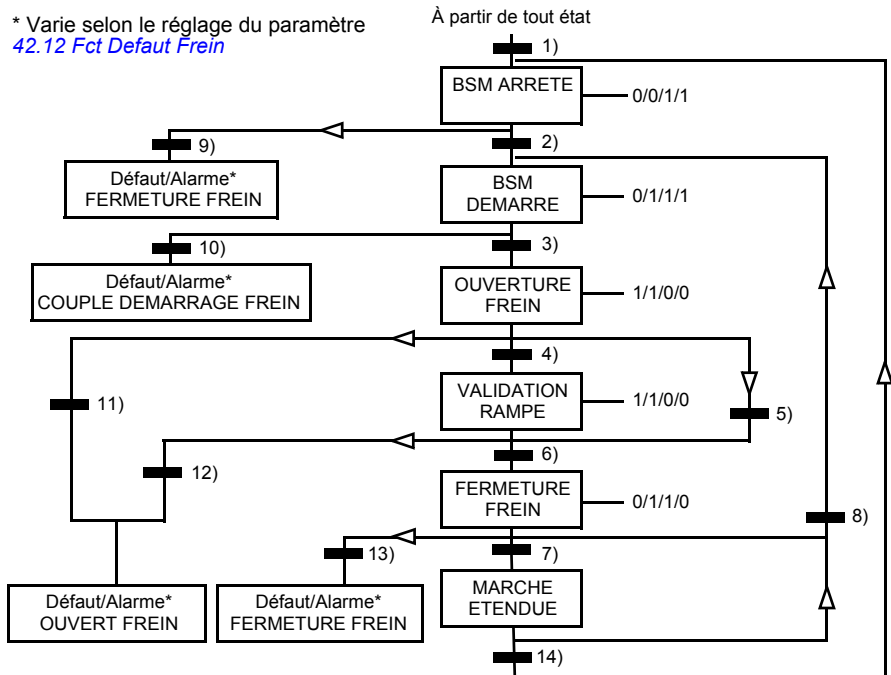 * Varie selon le réglage du paramètre
42.12 Fct Defaut Frein
À partir de tout état
1)
BSM ARRETE
0/0/1/1
9)
2)
Défaut/Alarme*
FERMETURE FREIN
BSM
DEMARRE
0/1/1/1
10)
3)
Défaut/Alarme*
COUPLE DEMARRAGE FREIN
OUVERTURE
FREIN
1/1/0/0
4)
VALIDATION
RAMPE
1/1/0/0
11)
5)
12)
6)
FERMETURE
FREIN
0/1/1/0
8)
13)
7)
Défaut/Alarme*
OUVERT FREIN
Défaut/Alarme*
FERMETURE FREIN
MARCHE
ETENDUE
14)